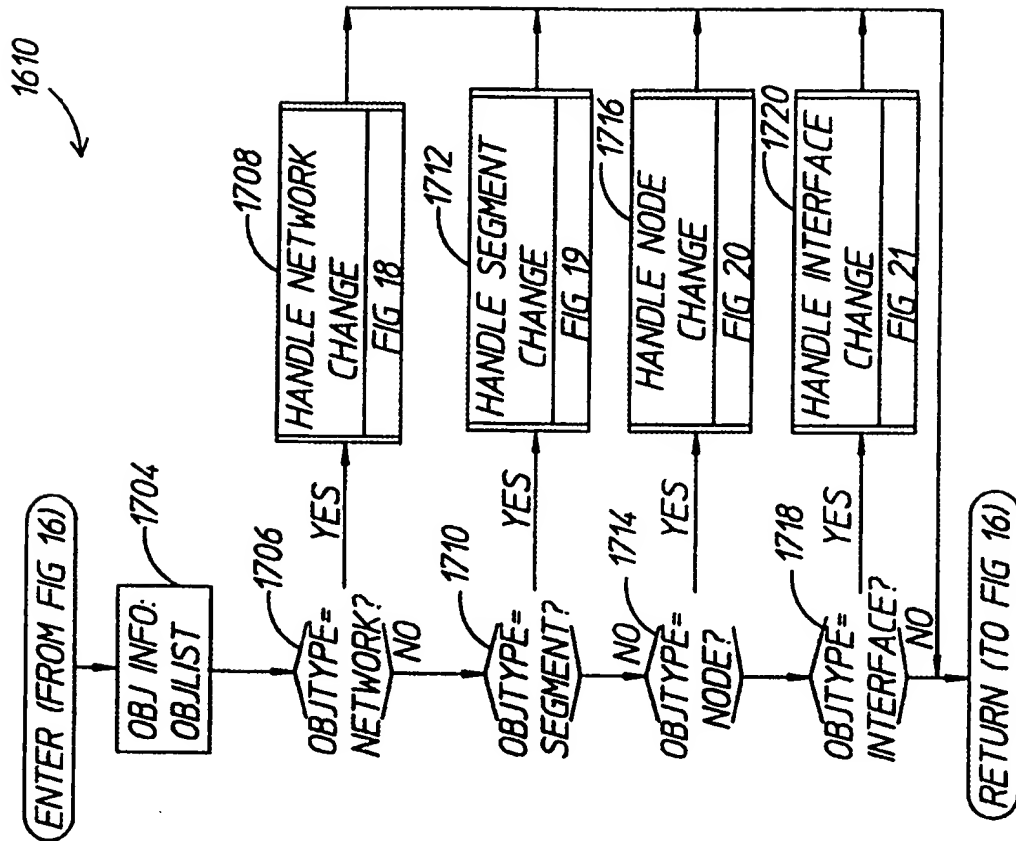 1610
ENTER (FROM FIG 16)
1704
OBJ INFO:
OBJLIST
1706
OBJTYPE=
NETWORK?
YES
NO
1708
HANDLE NETWORK
CHANGE
FIG 18
1710
OBJTYPE=
SEGMENT?
YES
NO
1712
HANDLE SEGMENT
CHANGE
FIG 19
1714
OBJTYPE=
NODE?
YES
1716
HANDLE NODE
CHANGE
FIG 20
1718
OBJTYPE=
INTERFACE?
YES
NO
1720
HANDLE INTERFACE
CHANGE
FIG 21
RETURN (TO FIG 16)